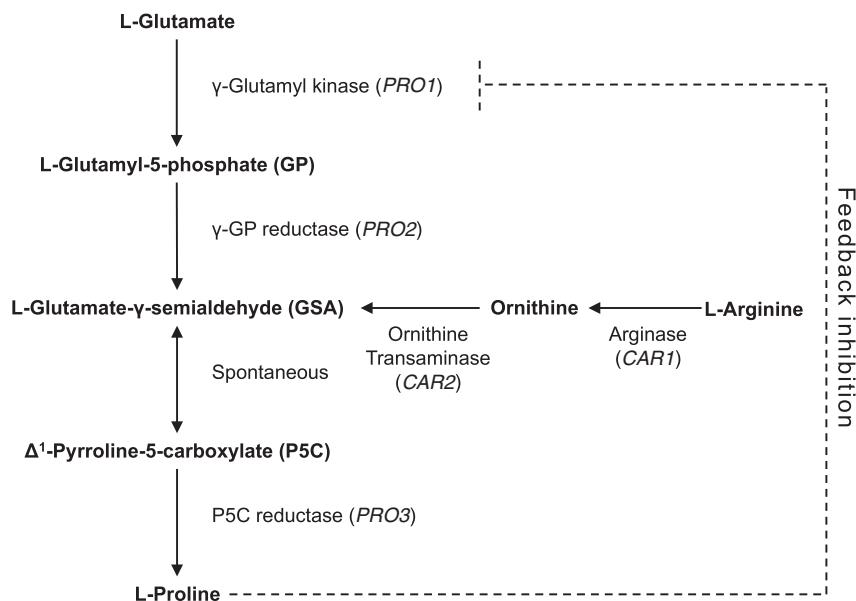 L-Glutamate
γ-Glutamyl kinase (PRO1)
L-Glutamyl-5-phosphate (GP)
γ-GP reductase (PRO2)
L-Glutamate-γ-semialdehyde (GSA)
Ornithine
L-Arginine
Ornithine
Transaminase
(CAR2)
Arginase
(CAR1)
Spontaneous
Δ¹-Pyrroline-5-carboxylate (P5C)
P5C reductase (PRO3)
L-Proline
Feedback inhibition